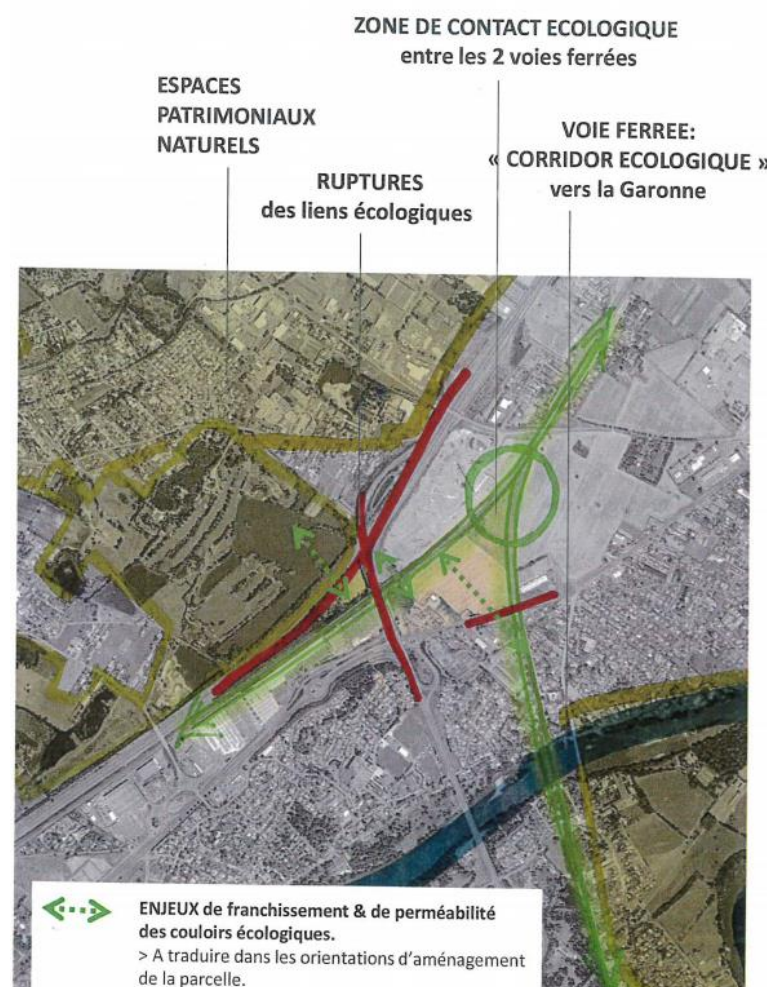 ZONE DE CONTACT ECOLOGIQUE
entre les 2 voies ferrées
ESPACES
PATRIMONIAUX
NATURELS
VOIE FERREE:
« CORRIDOR ECOLOGIQUE »
vers la Garonne
RUPTURES
des liens écologiques
ENJEUX de franchissement & de perméabilité
des couloirs écologiques.
> A traduire dans les orientations d'aménagement
de la parcelle.